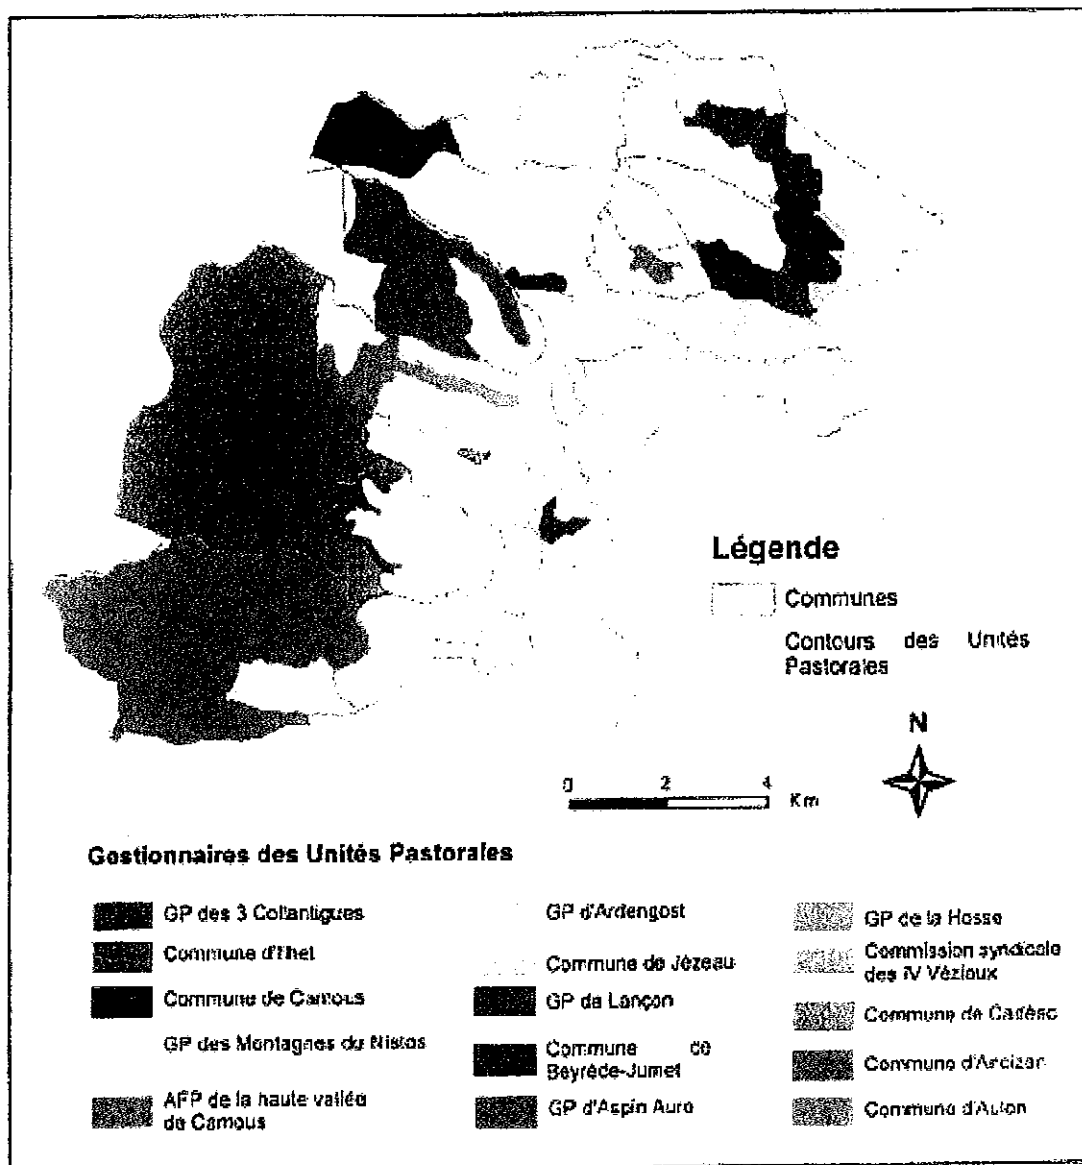 Légende
Communes
Contours des Unités
Pastorales
N
0 2 4
Km
Gestionnaires des Unités Pastorales
GP des 3 Collantigues
Commune d'Ilhet
Commune de Camous
GP des Montagnes du Nistos
AFP de la haute vallée
de Camous
GP d'Ardengost
Commune de Jézeau
GP de Lançon
Commune de
Beyrède-Jumet
GP d'Aspin Aure
GP de la Hosse
Commission syndicale
des IV Véziaux
Commune de Cadéac
Commune d'Ancizan
Commune d'Aulon